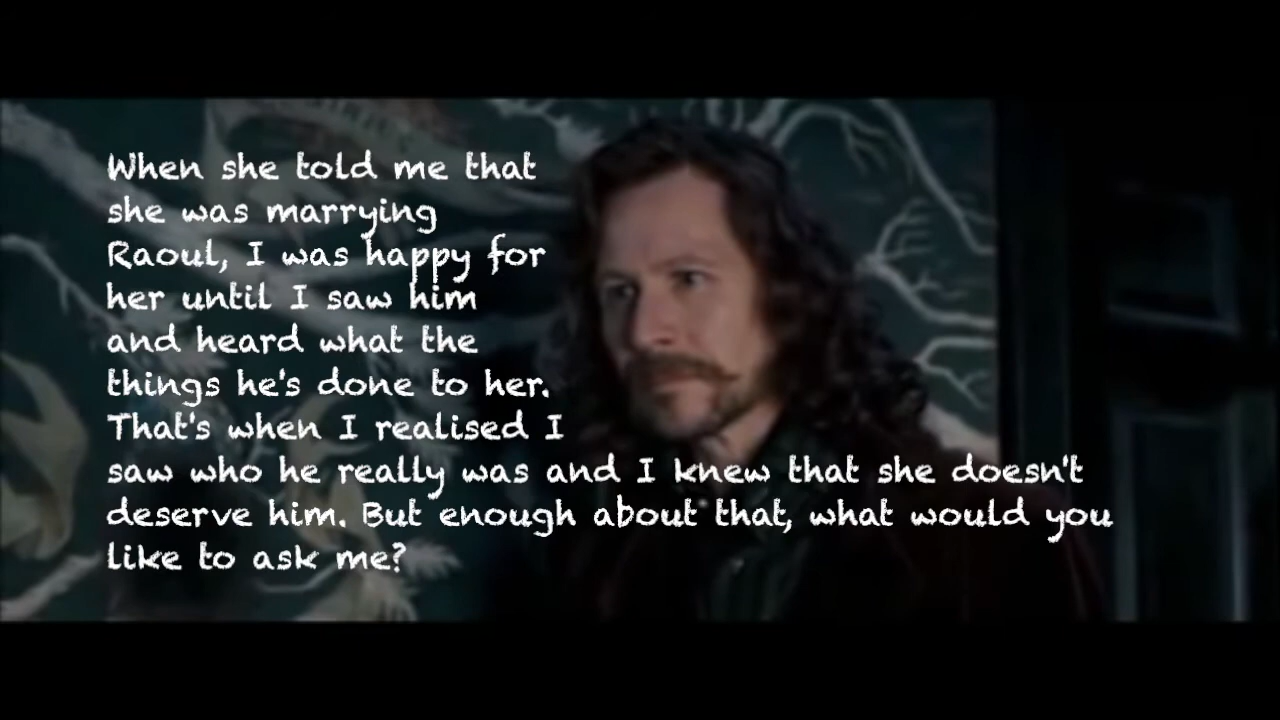 When she told me that
she was marrying
Raoul, I was happy for
her until I saw him
and heard what the
things he's done to her.
That's when I realised I
saw who he really was and I knew that she doesn't
deserve him. But enough about that, what would you
like to ask me?